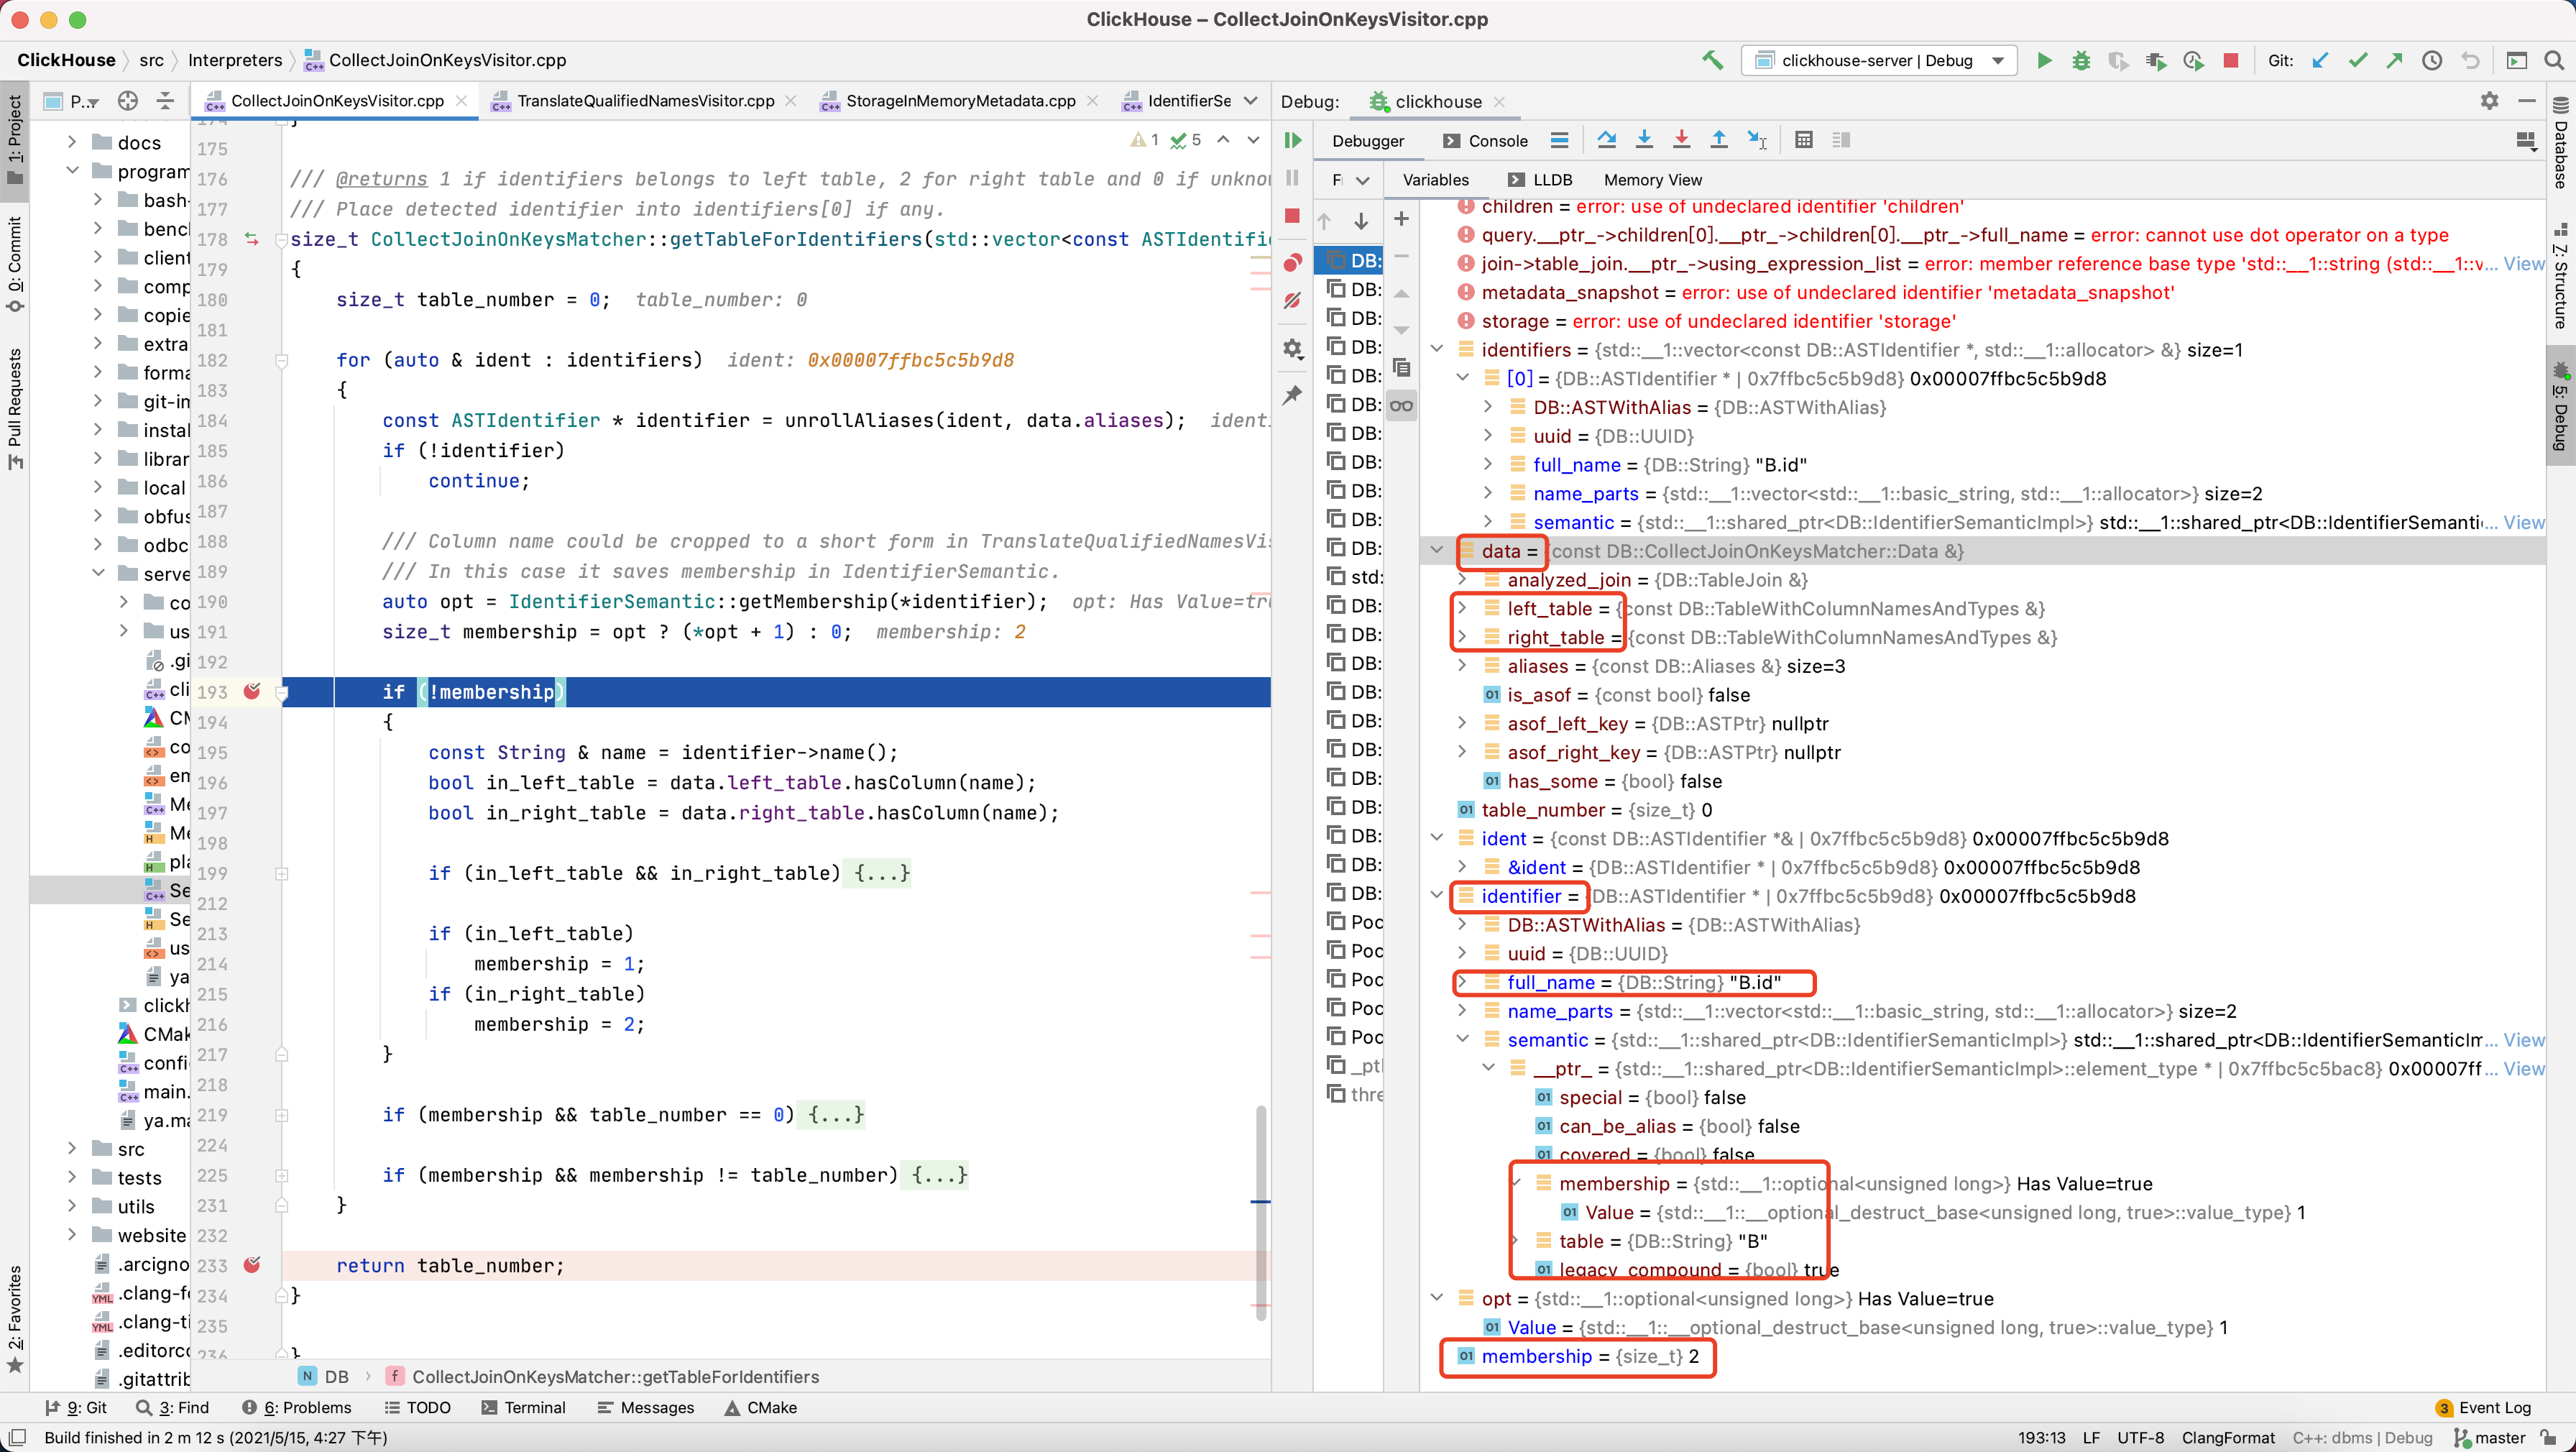 ClickHouse – CollectJoinOnKeysVisitor.cpp
ClickHouse src Interpreters CollectJoinOnKeysVisitor.cpp
clickhouse-server | Debug
Git:
P..
CollectJoinOnKeysVisitor.cpp
TranslateQualifiedNamesVisitor.cpp
StorageInMemoryMetadata.cpp
IdentifierSe
Debug:
clickhouse
1: Project
0: Commit
Pull Requests
2: Favorites
docs
program
bash-
bencl
client
comp
copie
extra
forma
git-im
instal
librar
local
obfus
odbc
serve
co
us
.gi
cli
CM
co
em
Me
Me
pla
Se
Se
us
ya
clickh
CMak
confi
main.
ya.ma
src
tests
utils
website
.arcigno
.clang-fo
.clang-ti
.editorcc
.gitattrib
1 5
174 }
175
176 /// @returns 1 if identifiers belongs to left table, 2 for right table and 0 if unkno
177 /// Place detected identifier into identifiers[0] if any.
178 size_t CollectJoinOnKeysMatcher::getTableForIdentifiers(std::vector<const ASTIdentifi
179 {
180 size_t table_number = 0; table_number: 0
181
182 for (auto & ident : identifiers) ident: 0x00007ffbc5c5b9d8
183 {
184 const ASTIdentifier * identifier = unrollAliases(ident, data.aliases); identi
185 if (!identifier)
186 continue;
187
188 /// Column name could be cropped to a short form in TranslateQualifiedNamesVis
189 /// In this case it saves membership in IdentifierSemantic.
190 auto opt = IdentifierSemantic::getMembership(*identifier); opt: Has Value=tru
191 size_t membership = opt ? (*opt + 1) : 0; membership: 2
192
193 if (!membership)
194 {
195 const String & name = identifier->name();
196 bool in_left_table = data.left_table.hasColumn(name);
197 bool in_right_table = data.right_table.hasColumn(name);
198
199 if (in_left_table && in_right_table) {...}
212
213 if (in_left_table)
214 membership = 1;
215 if (in_right_table)
216 membership = 2;
217 }
218
219 if (membership && table_number == 0) {...}
224
225 if (membership && membership != table_number) {...}
231 }
232
233 return table_number;
234 }
235
236 }
N DB f CollectJoinOnKeysMatcher::getTableForIdentifiers
Debugger
Console
F
Variables
LLDB
Memory View
DB:
DB:
DB:
DB:
DB:
DB:
DB:
DB:
DB:
DB:
DB:
std:
DB:
DB:
DB:
DB:
DB:
DB:
DB:
DB:
DB:
DB:
DB:
Poc
Poc
Poc
Poc
Poc
_ptl
thre
children = error: use of undeclared identifier 'children'
query.__ptr_->children[0].__ptr_->children[0].__ptr_->full_name = error: cannot use dot operator on a type
join->table_join.__ptr_->using_expression_list = error: member reference base type 'std::__1::string (std::__1::v... View
metadata_snapshot = error: use of undeclared identifier 'metadata_snapshot'
storage = error: use of undeclared identifier 'storage'
identifiers = {std::__1::vector<const DB::ASTIdentifier *, std::__1::allocator> &} size=1
[0] = {DB::ASTIdentifier * | 0x7ffbc5c5b9d8} 0x00007ffbc5c5b9d8
DB::ASTWithAlias = {DB::ASTWithAlias}
uuid = {DB::UUID}
full_name = {DB::String} "B.id"
name_parts = {std::__1::vector<std::__1::basic_string, std::__1::allocator>} size=2
semantic = {std::__1::shared_ptr<DB::IdentifierSemanticImpl>} std::__1::shared_ptr<DB::IdentifierSemanti... View
data = {const DB::CollectJoinOnKeysMatcher::Data &}
analyzed_join = {DB::TableJoin &}
left_table = {const DB::TableWithColumnNamesAndTypes &}
right_table = {const DB::TableWithColumnNamesAndTypes &}
aliases = {const DB::Aliases &} size=3
01 is_asof = {const bool} false
asof_left_key = {DB::ASTPtr} nullptr
asof_right_key = {DB::ASTPtr} nullptr
01 has_some = {bool} false
01 table_number = {size_t} 0
ident = {const DB::ASTIdentifier *& | 0x7ffbc5c5b9d8} 0x00007ffbc5c5b9d8
&ident = {DB::ASTIdentifier * | 0x7ffbc5c5b9d8} 0x00007ffbc5c5b9d8
identifier = {DB::ASTIdentifier * | 0x7ffbc5c5b9d8} 0x00007ffbc5c5b9d8
DB::ASTWithAlias = {DB::ASTWithAlias}
uuid = {DB::UUID}
full_name = {DB::String} "B.id"
name_parts = {std::__1::vector<std::__1::basic_string, std::__1::allocator>} size=2
semantic = {std::__1::shared_ptr<DB::IdentifierSemanticImpl>} std::__1::shared_ptr<DB::IdentifierSemanticIm... View
__ptr_ = {std::__1::shared_ptr<DB::IdentifierSemanticImpl>::element_type * | 0x7ffbc5c5bac8} 0x00007ff... View
01 special = {bool} false
01 can_be_alias = {bool} false
01 covered = {bool} false
membership = {std::__1::optional<unsigned long>} Has Value=true
01 Value = {std::__1::__optional_destruct_base<unsigned long, true>::value_type} 1
table = {DB::String} "B"
01 legacy_compound = {bool} true
opt = {std::__1::optional<unsigned long>} Has Value=true
01 Value = {std::__1::__optional_destruct_base<unsigned long, true>::value_type} 1
01 membership = {size_t} 2
Database
Z: Structure
5: Debug
9: Git
3: Find
6: Problems
TODO
Terminal
Messages
CMake
3 Event Log
Build finished in 2 m 12 s (2021/5/15, 4:27 下午)
193:13 LF UTF-8 ClangFormat C++: dbms | Debug master